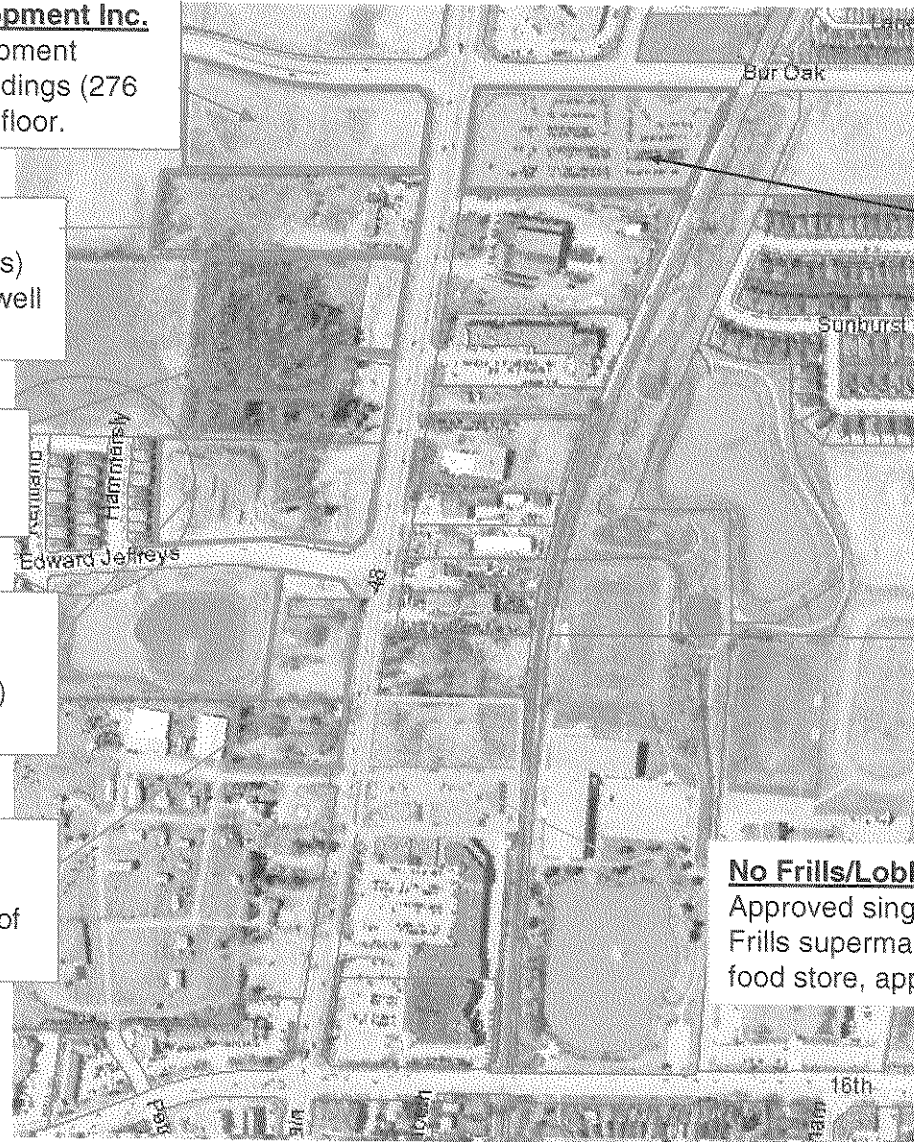 opment Inc.
opment
dings (276
floor.
Bur Oak
s)
well
Sunburst
Hammersly
Edward Jeffreys
48
)
of
No Frills/Lobl
Approved sing
Frills superma
food store, app
16th